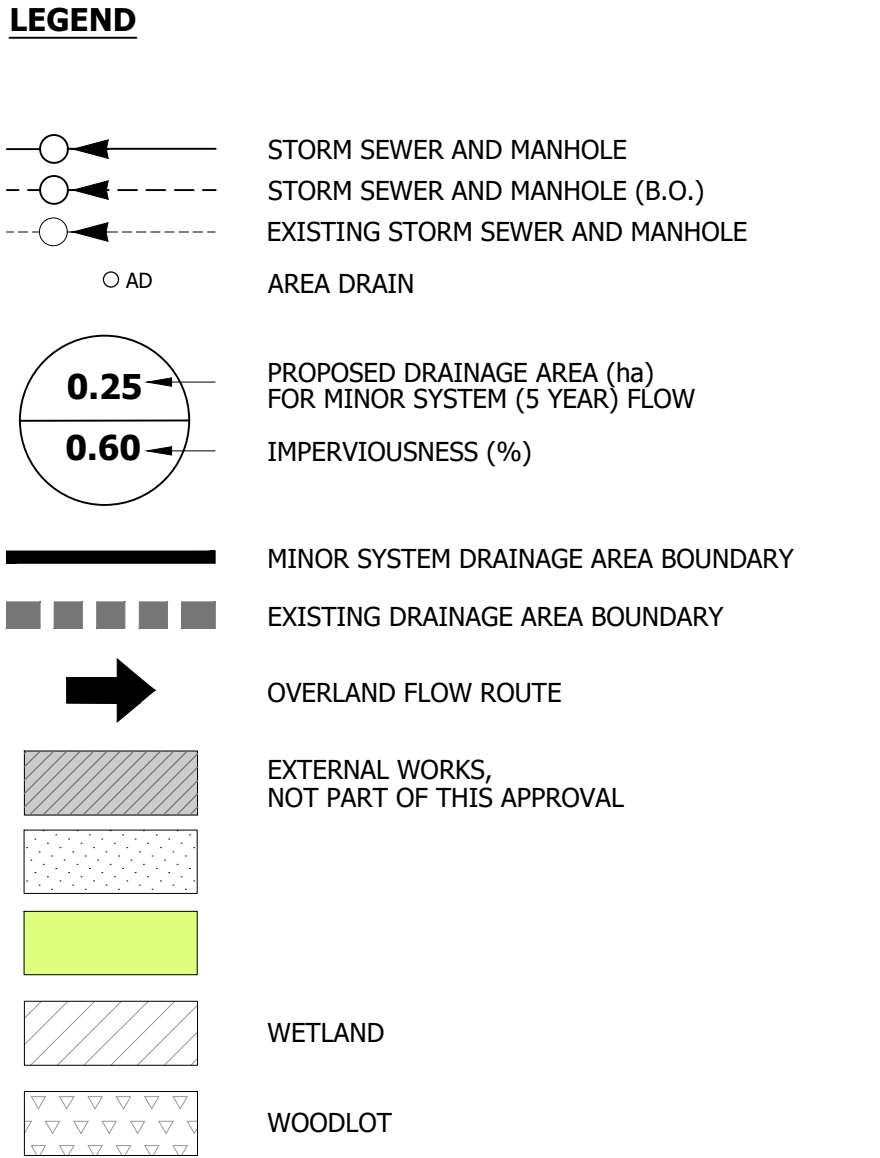 LEGEND
STORM SEWER AND MANHOLE
STORM SEWER AND MANHOLE (B.O.)
EXISTING STORM SEWER AND MANHOLE
AD AREA DRAIN
0.25 PROPOSED DRAINAGE AREA (ha)
FOR MINOR SYSTEM (5 YEAR) FLOW
0.60 IMPERVIOUSNESS (%)
MINOR SYSTEM DRAINAGE AREA BOUNDARY
EXISTING DRAINAGE AREA BOUNDARY
OVERLAND FLOW ROUTE
EXTERNAL WORKS,
NOT PART OF THIS APPROVAL
WETLAND
WOODLOT